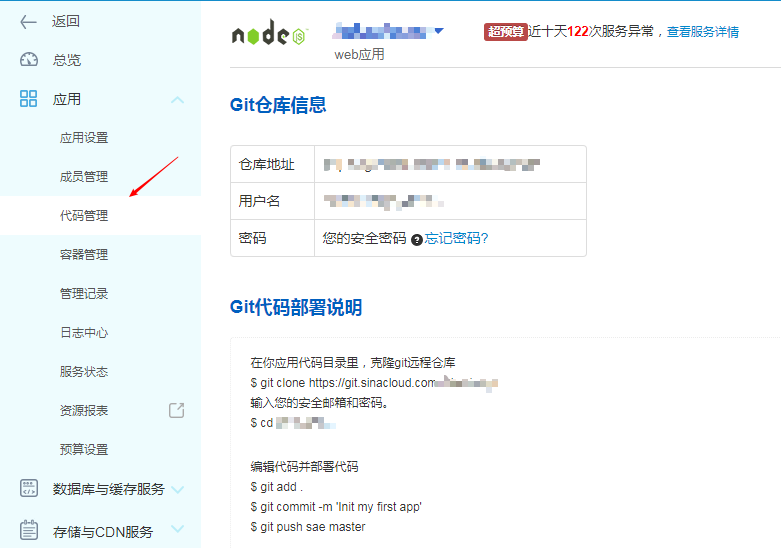 返回
总览
应用
应用设置
成员管理
代码管理
容器管理
管理记录
日志中心
服务状态
资源报表
预算设置
数据库与缓存服务
存储与CDN服务
node JS
超预算 近十天122次服务异常，查看服务详情
web应用
Git仓库信息
仓库地址
用户名
密码 您的安全密码 ? 忘记密码?
Git代码部署说明
在你应用代码目录里，克隆git远程仓库
$ git clone https://git.sinacloud.com
输入您的安全邮箱和密码。
$ cd
编辑代码并部署代码
$ git add .
$ git commit -m 'Init my first app'
$ git push sae master